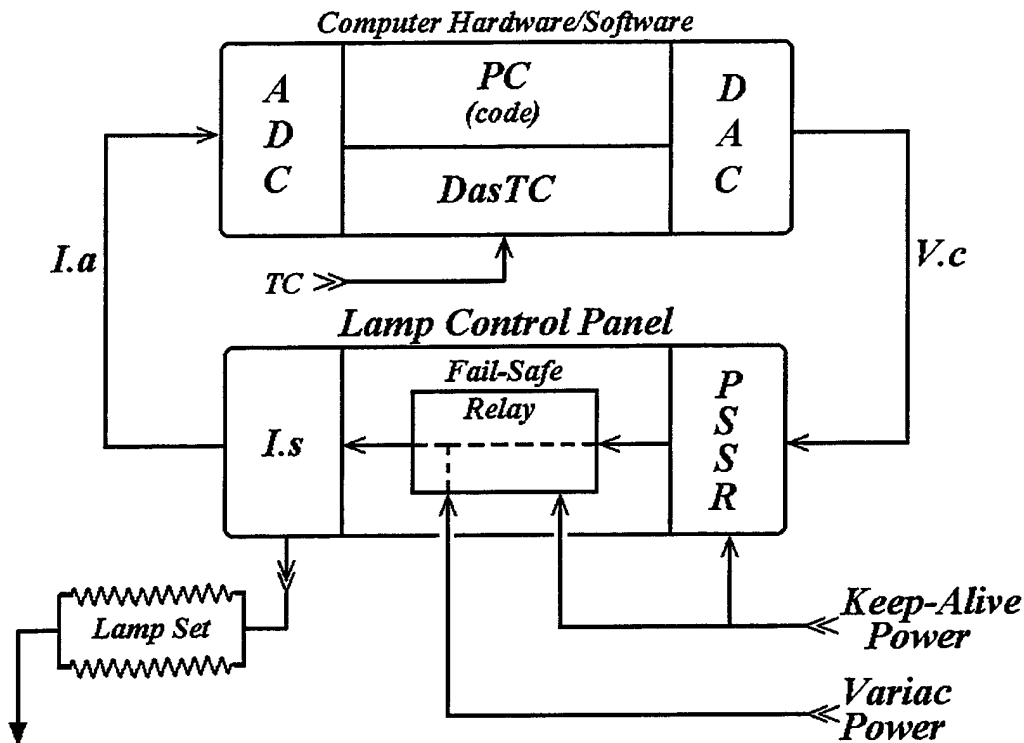 Computer Hardware/Software
A
D
C
PC
(code)
DasTC
D
A
C
I.a
V.c
TC
Lamp Control Panel
Fail-Safe
Relay
I.s
P
S
S
R
Lamp Set
Keep-Alive
Power
Variac
Power